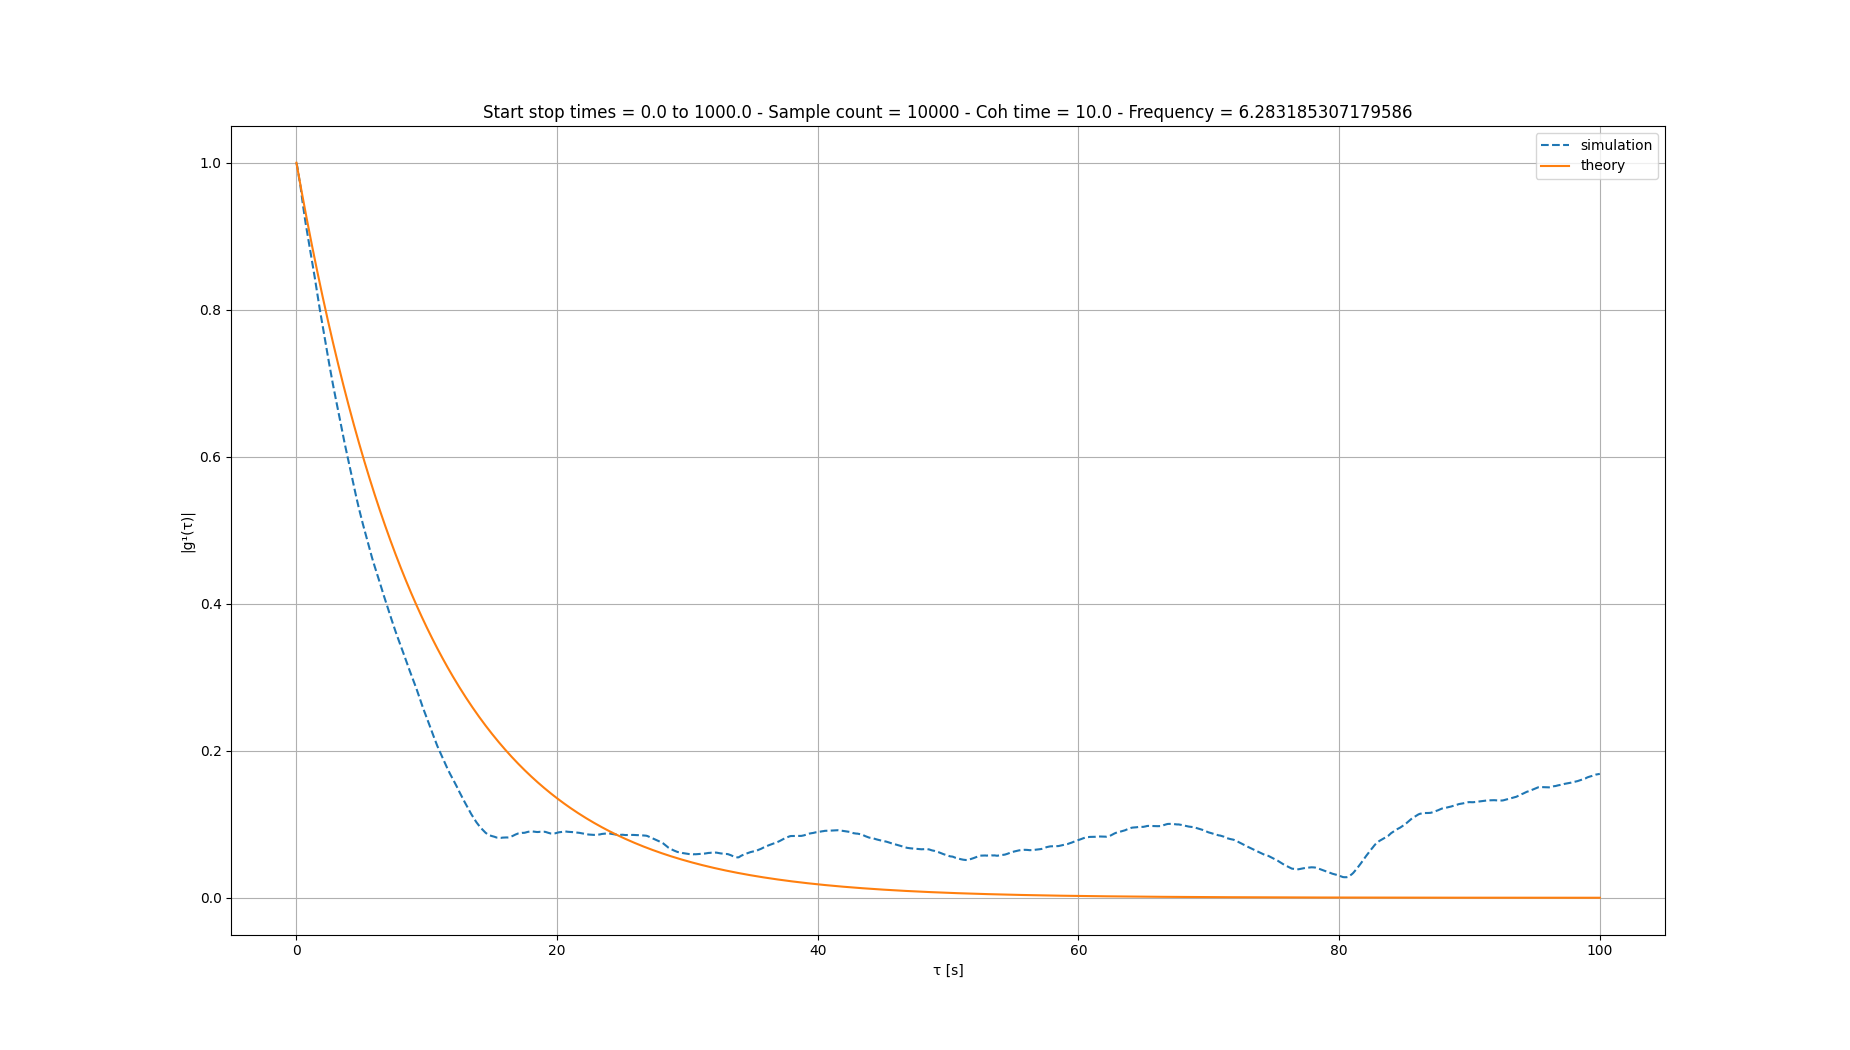 Start stop times = 0.0 to 1000.0 - Sample count = 10000 - Coh time = 10.0 - Frequency = 6.283185307179586
simulation
theory
1.0
0.8
0.6
0.4
0.2
0.0
|g¹(τ)|
0 20 40 60 80 100
τ [s]